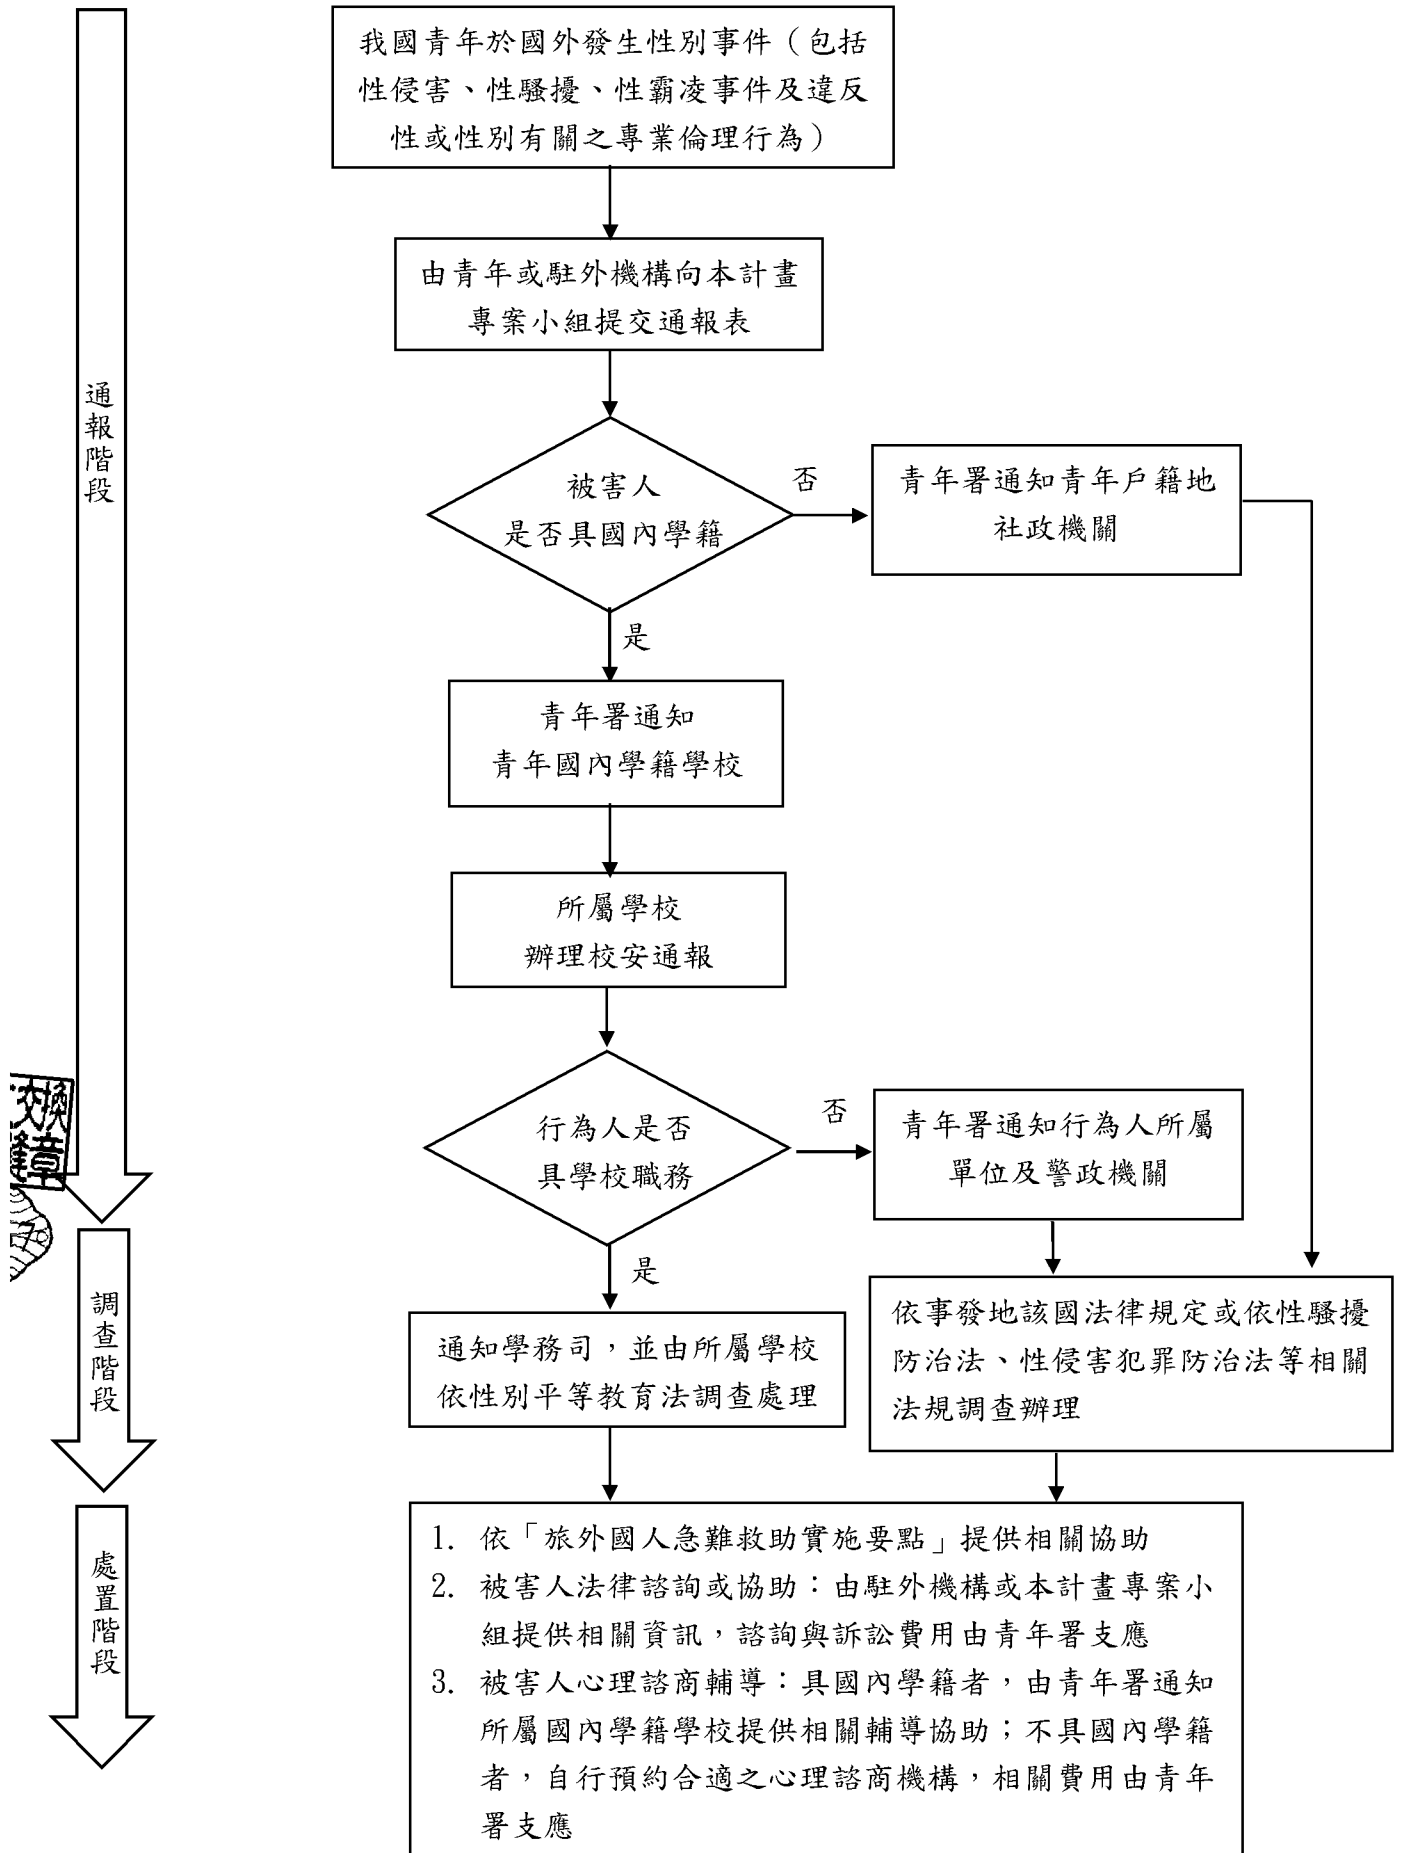 我國青年於國外發生性別事件（包括
性侵害、性騷擾、性霸凌事件及違反
性或性別有關之專業倫理行為）
由青年或駐外機構向本計畫
專案小組提交通報表
通報階段
被害人
是否具國內學籍
否
青年署通知青年戶籍地
社政機關
是
青年署通知
青年國內學籍學校
所屬學校
辦理校安通報
行為人是否
具學校職務
否
青年署通知行為人所屬
單位及警政機關
是
交換
章
調查階段
通知學務司，並由所屬學校
依性別平等教育法調查處理
依事發地該國法律規定或依性騷擾
防治法、性侵害犯罪防治法等相關
法規調查辦理
處置階段
1. 依「旅外國人急難救助實施要點」提供相關協助
2. 被害人法律諮詢或協助：由駐外機構或本計畫專案小
組提供相關資訊，諮詢與訴訟費用由青年署支應
3. 被害人心理諮商輔導：具國內學籍者，由青年署通知
所屬國內學籍學校提供相關輔導協助；不具國內學籍
者，自行預約合適之心理諮商機構，相關費用由青年
署支應